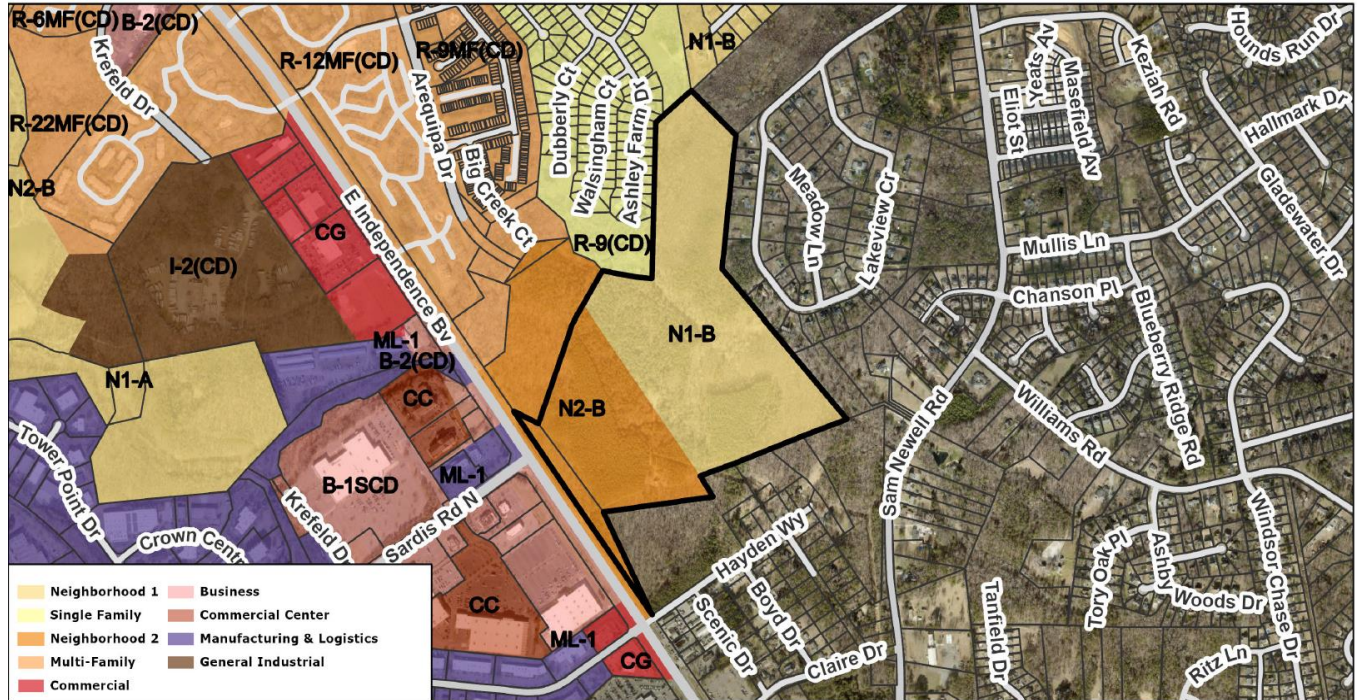 R-6MF(CD)
B-2(CD)
Krefeld Dr
R-12MF(CD)
R-9MF(CD)
N1-B
R-22MF(CD)
Arequipa Dr
Big Creek Ct
Dubberly Ct
Walsingham Ct
Ashley Farm Dr
Eliot St
Yeats Av
Masefield Av
Keziah Rd
Hounds Run Dr
Hallmark Dr
Gladewater Dr
N2-B
CG
E Independence Bv
R-9(CD)
Meadow Ln
Lakeview Cr
Mullis Ln
Chanson Pl
I-2(CD)
N1-B
Blueberry Ridge Rd
ML-1
B-2(CD)
N1-A
CC
N2-B
Sam Newell Rd
Williams Rd
Tower Point Dr
B-1SCD
ML-1
Krefeld Dr
Sardis Rd N
Crown Centr
Hayden Wy
Windsor Chase Dr
Tory Oak Pl
Ashby
Woods Dr
CC
Scenic Dr
Boyd Dr
Tanfield Dr
ML-1
CG
Claire Dr
Ritz Ln
Neighborhood 1
Single Family
Neighborhood 2
Multi-Family
Commercial
Business
Commercial Center
Manufacturing & Logistics
General Industrial